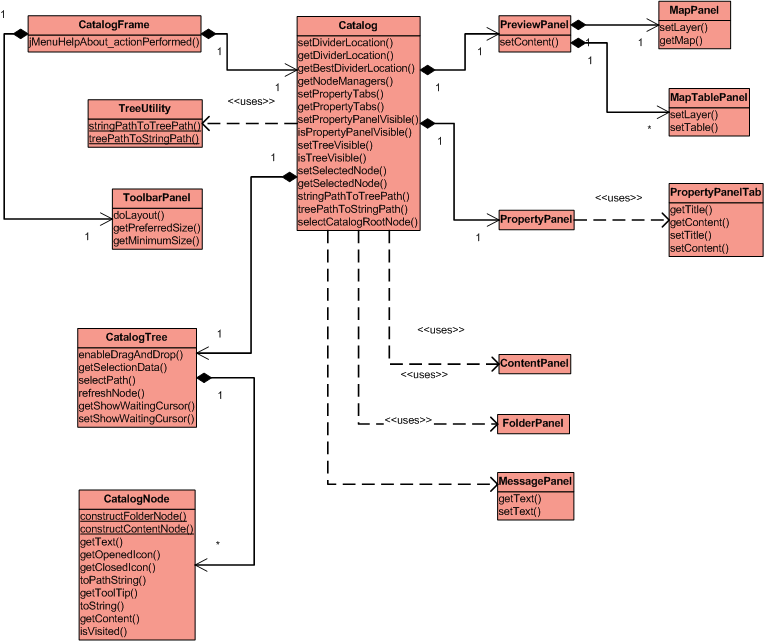 CatalogFrame
jMenuHelpAbout_actionPerformed()
1
1
1
Catalog
setDividerLocation()
getDividerLocation()
getBestDividerLocation()
getNodeManagers()
setPropertyTabs()
getPropertyTabs()
setPropertyPanelVisible()
isPropertyPanelVisible()
setTreeVisible()
isTreeVisible()
setSelectedNode()
getSelectedNode()
stringPathToTreePath()
treePathToStringPath()
selectCatalogRootNode()
1
1
PreviewPanel
setContent()
1
1
MapPanel
setLayer()
getMap()
1
MapTablePanel
setLayer()
setTable()
*
TreeUtility
stringPathToTreePath()
treePathToStringPath()
<<uses>>
1
1
1
ToolbarPanel
doLayout()
getPreferredSize()
getMinimumSize()
1
PropertyPanel
1
<<uses>>
PropertyPanelTab
getTitle()
getContent()
setTitle()
setContent()
CatalogTree
enableDragAndDrop()
getSelectionData()
selectPath()
refreshNode()
getShowWaitingCursor()
setShowWaitingCursor()
1
<<uses>>
ContentPanel
<<uses>>
<<uses>>
FolderPanel
MessagePanel
getText()
setText()
CatalogNode
constructFolderNode()
constructContentNode()
getText()
getOpenedIcon()
getClosedIcon()
toPathString()
getToolTip()
toString()
getContent()
isVisited()
*